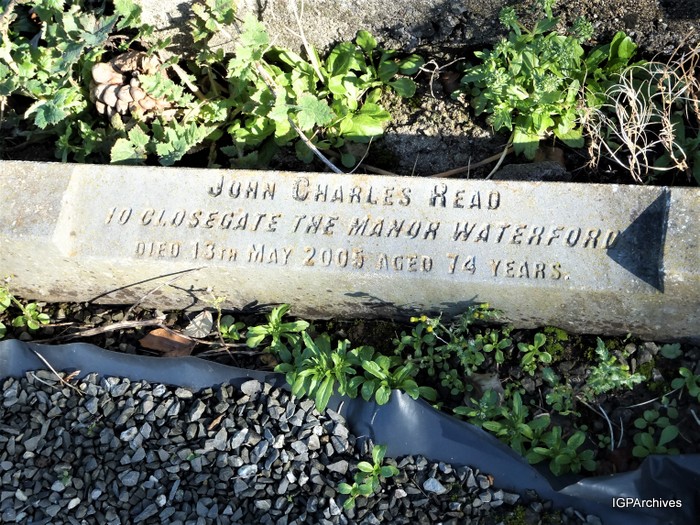 JOHN CHARLES READ
10 CLOSEGATE THE MANOR WATERFORD
DIED 13TH MAY 2005 AGED 74 YEARS.
IGPArchives